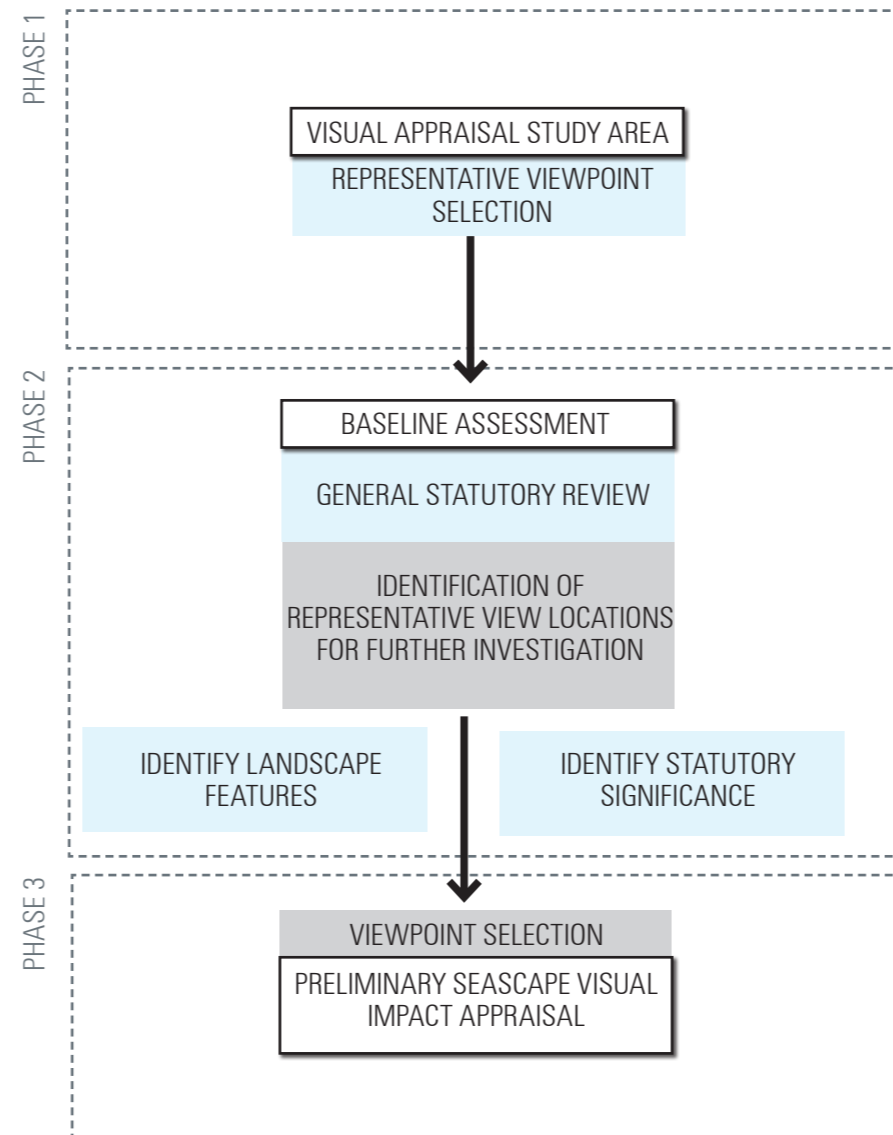 PHASE 1
VISUAL APPRAISAL STUDY AREA
REPRESENTATIVE VIEWPOINT
SELECTION
PHASE 2
BASELINE ASSESSMENT
GENERAL STATUTORY REVIEW
IDENTIFICATION OF
REPRESENTATIVE VIEW LOCATIONS
FOR FURTHER INVESTIGATION
IDENTIFY LANDSCAPE
FEATURES
IDENTIFY STATUTORY
SIGNIFICANCE
PHASE 3
VIEWPOINT SELECTION
PRELIMINARY SEASCAPE VISUAL
IMPACT APPRAISAL